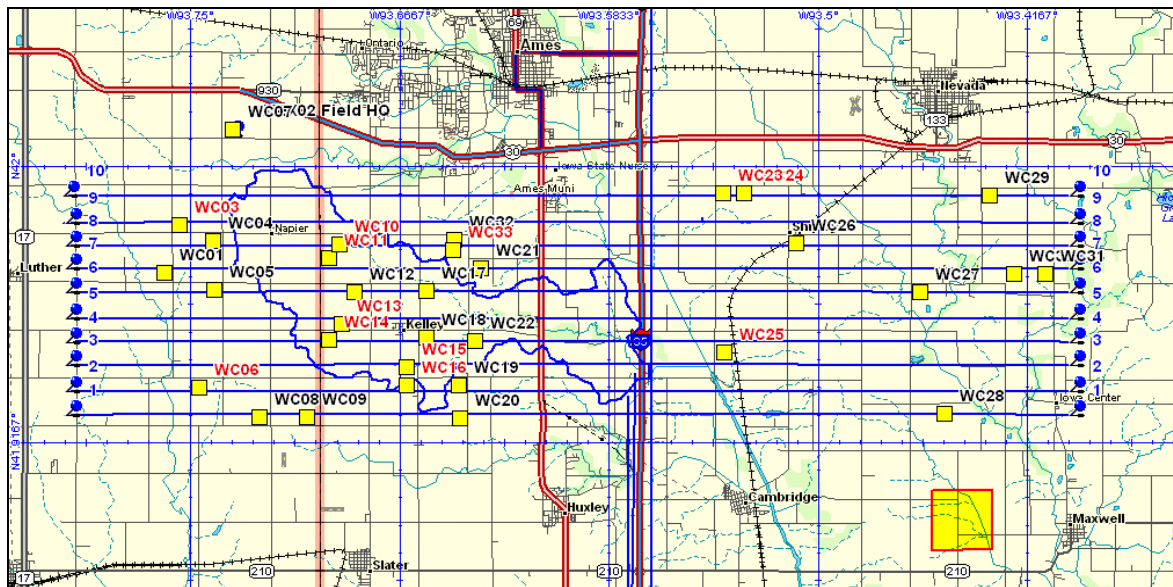 W93.75
W93.6667
W93.5833
W93.5
W93.4167
69
Ontario
Ames
930
WC07
02 Field HQ
Nevada
133
30
30
N42°
Iowa State Nursery
Ames Muni
10
10
9
WC23 24
WC29
9
WC03
8
WC04
Napier
WC10
WC32
WC33
WC26
8
17
7
WC11
WC21
7
Luther
6
WC01
WC05
WC12
WC17
WC27
WC31
6
5
WC13
5
4
WC14
Kelley
WC18
WC22
WC25
4
3
WC15
3
2
WC06
WC16
WC19
2
1
WC08
WC09
WC20
WC28
Iowa Center
1
N41.9167°
Huxley
Cambridge
Maxwell
Slater
17
210
210
210